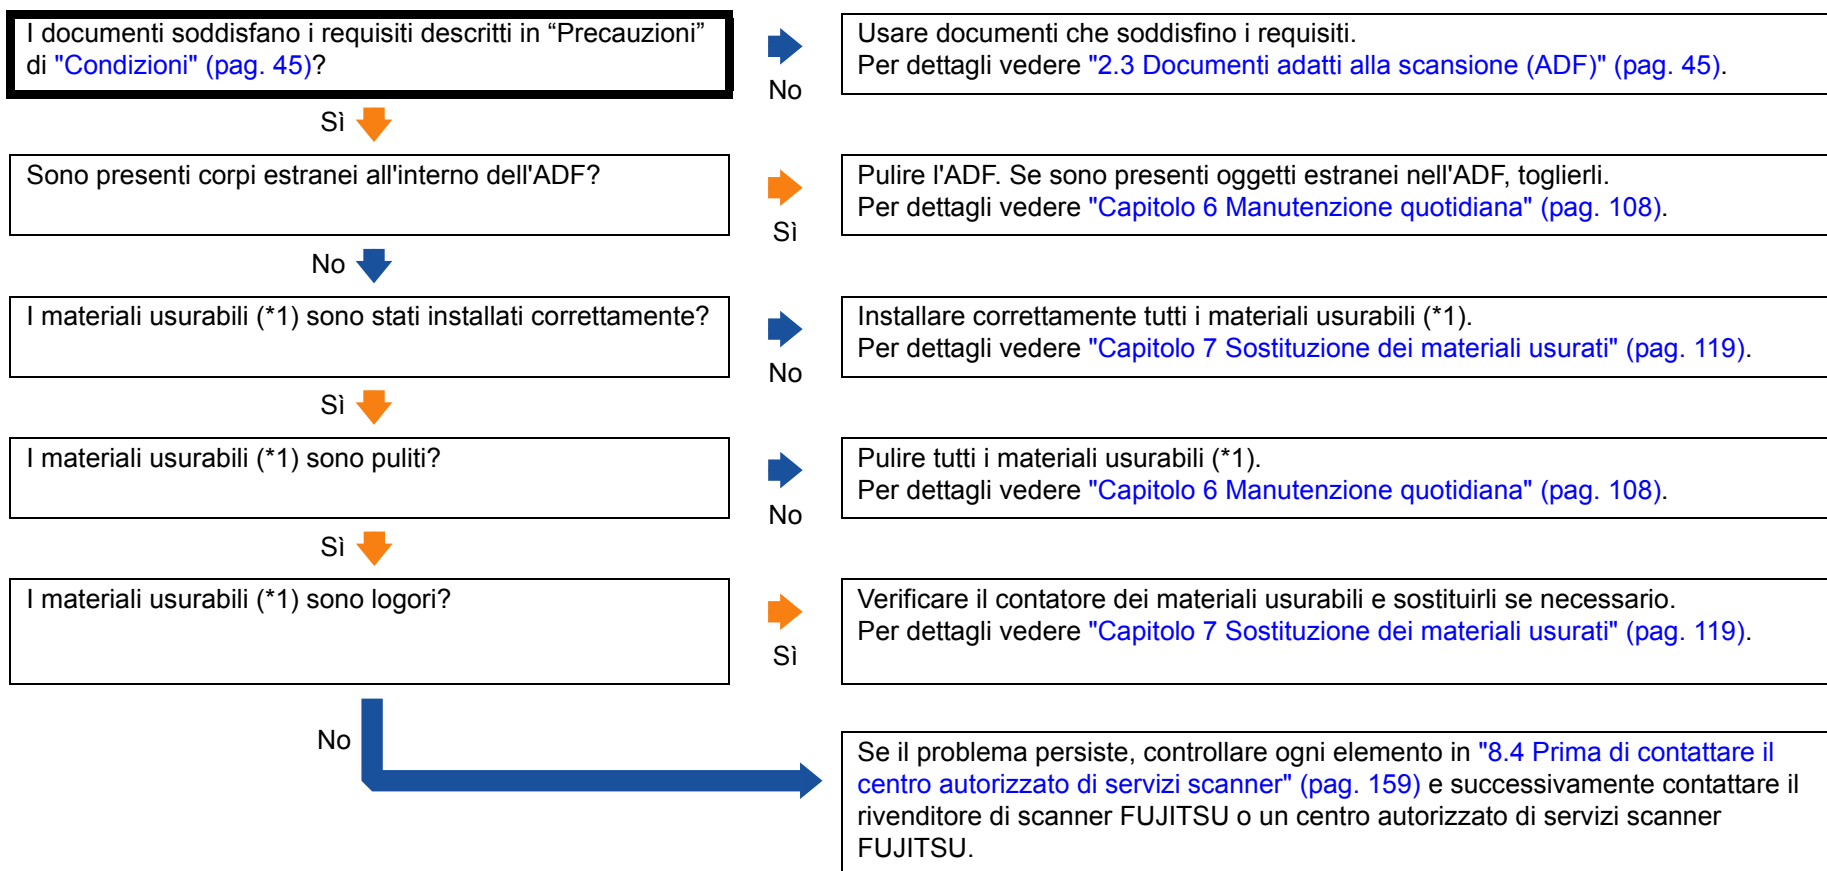 I documenti soddisfano i requisiti descritti in “Precauzioni”
di "Condizioni" (pag. 45)?
No
Usare documenti che soddisfino i requisiti.
Per dettagli vedere "2.3 Documenti adatti alla scansione (ADF)" (pag. 45).
Sì
Sono presenti corpi estranei all'interno dell'ADF?
Sì
Pulire l'ADF. Se sono presenti oggetti estranei nell'ADF, toglierli.
Per dettagli vedere "Capitolo 6 Manutenzione quotidiana" (pag. 108).
No
I materiali usurabili (*1) sono stati installati correttamente?
No
Installare correttamente tutti i materiali usurabili (*1).
Per dettagli vedere "Capitolo 7 Sostituzione dei materiali usurati" (pag. 119).
Sì
I materiali usurabili (*1) sono puliti?
No
Pulire tutti i materiali usurabili (*1).
Per dettagli vedere "Capitolo 6 Manutenzione quotidiana" (pag. 108).
Sì
I materiali usurabili (*1) sono logori?
Sì
Verificare il contatore dei materiali usurabili e sostituirli se necessario.
Per dettagli vedere "Capitolo 7 Sostituzione dei materiali usurati" (pag. 119).
No
Se il problema persiste, controllare ogni elemento in "8.4 Prima di contattare il
centro autorizzato di servizi scanner" (pag. 159) e successivamente contattare il
rivenditore di scanner FUJITSU o un centro autorizzato di servizi scanner
FUJITSU.